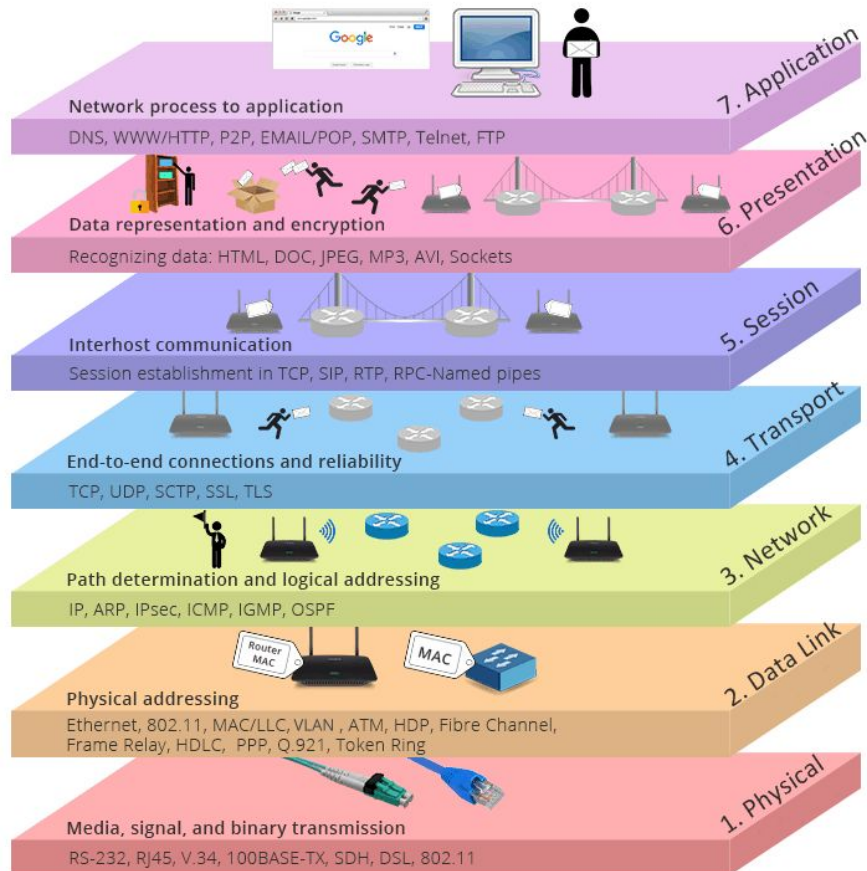 Google
7. Application
Network process to application
DNS, WWW/HTTP, P2P, EMAIL/POP, SMTP, Telnet, FTP
6. Presentation
Data representation and encryption
Recognizing data: HTML, DOC, JPEG, MP3, AVI, Sockets
5. Session
Interhost communication
Session establishment in TCP, SIP, RTP, RPC-Named pipes
4. Transport
End-to-end connections and reliability
TCP, UDP, SCTP, SSL, TLS
3. Network
Path determination and logical addressing
IP, ARP, IPsec, ICMP, IGMP, OSPF
Router
MAC
MAC
2. Data Link
Physical addressing
Ethernet, 802.11, MAC/LLC, VLAN , ATM, HDP, Fibre Channel,
Frame Relay, HDLC, PPP, Q.921, Token Ring
1. Physical
Media, signal, and binary transmission
RS-232, RJ45, V.34, 100BASE-TX, SDH, DSL, 802.11